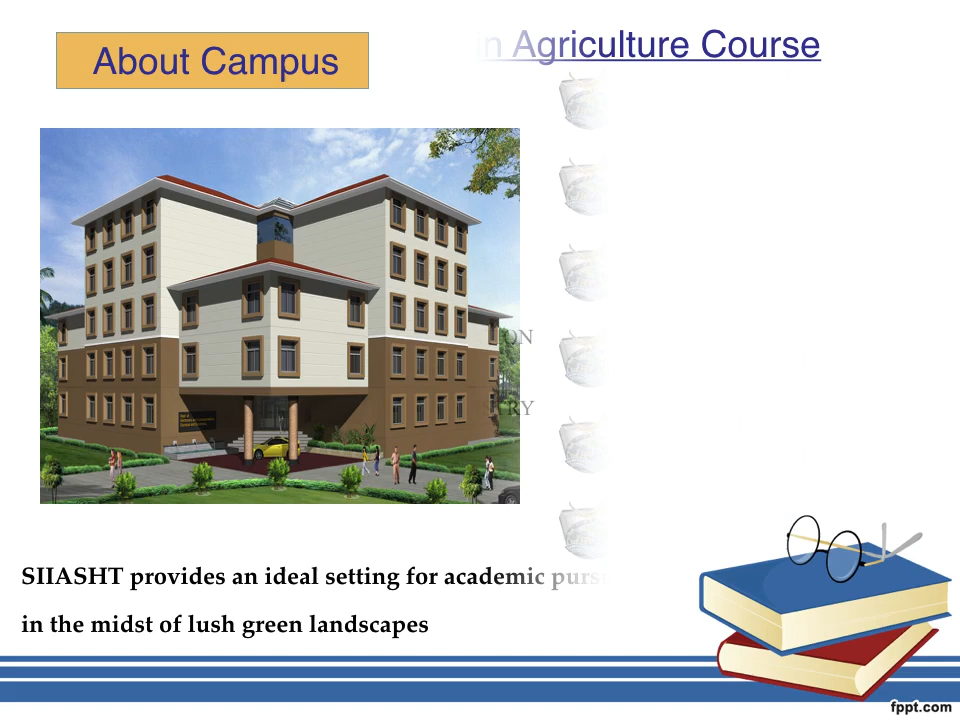 About Campus
in Agriculture Course
SIIASHT provides an ideal setting for academic
in the midst of lush green landscapes
fppt.com